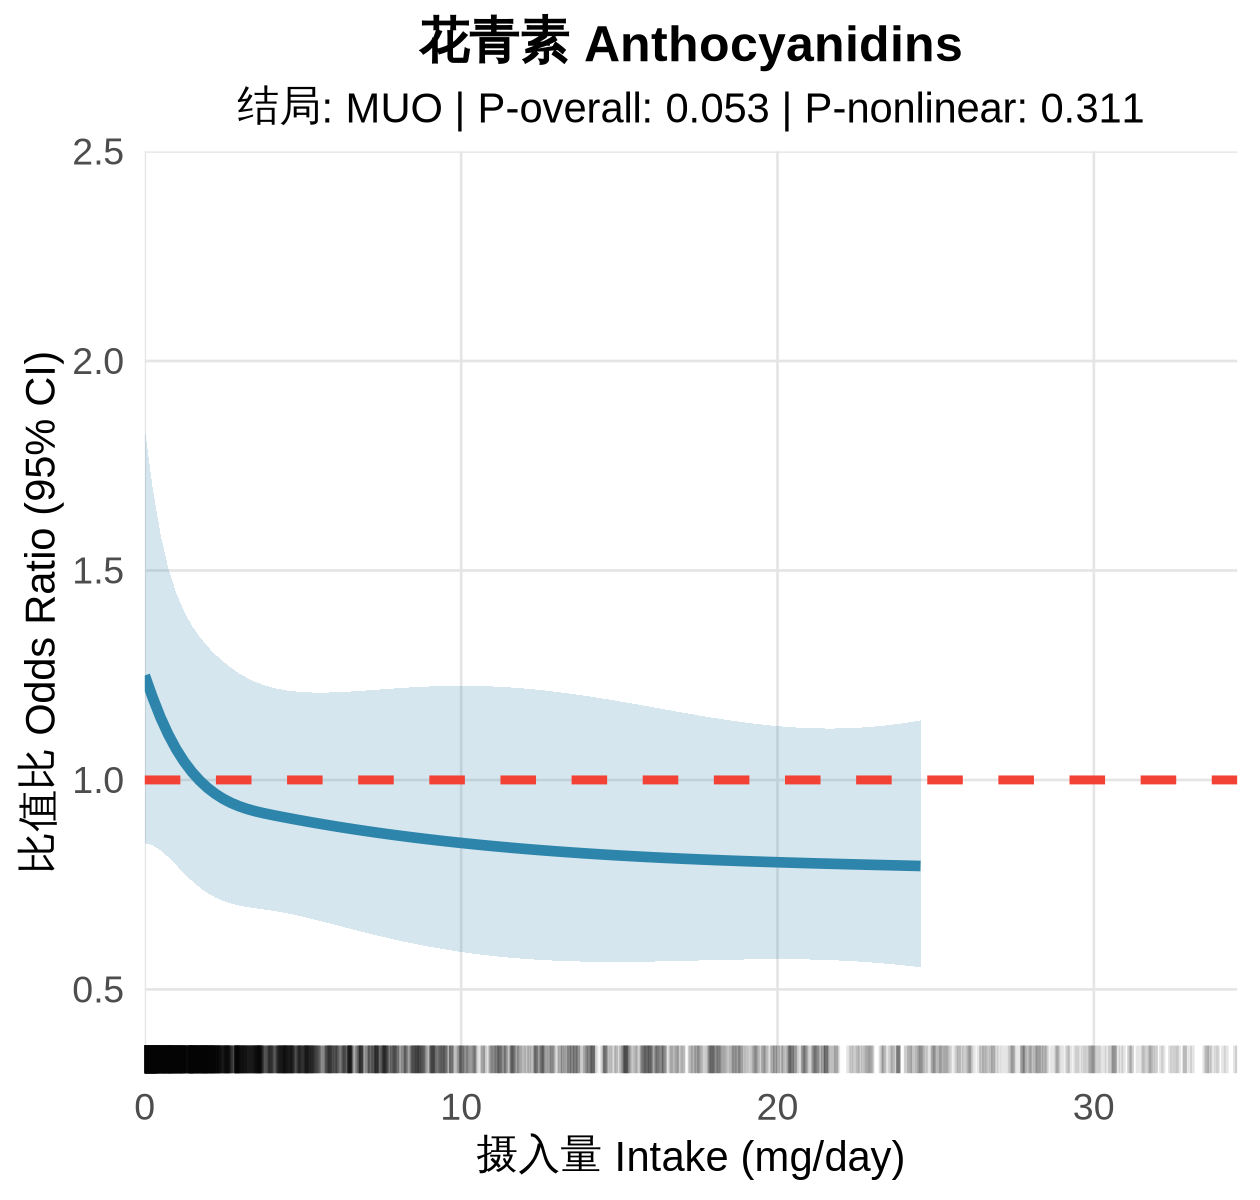 花青素 Anthocyanidins
结局: MUO | P-overall: 0.053 | P-nonlinear: 0.311
比值比 Odds Ratio (95% CI)
2.5
2.0
1.5
1.0
0.5
0 10 20 30
摄入量 Intake (mg/day)